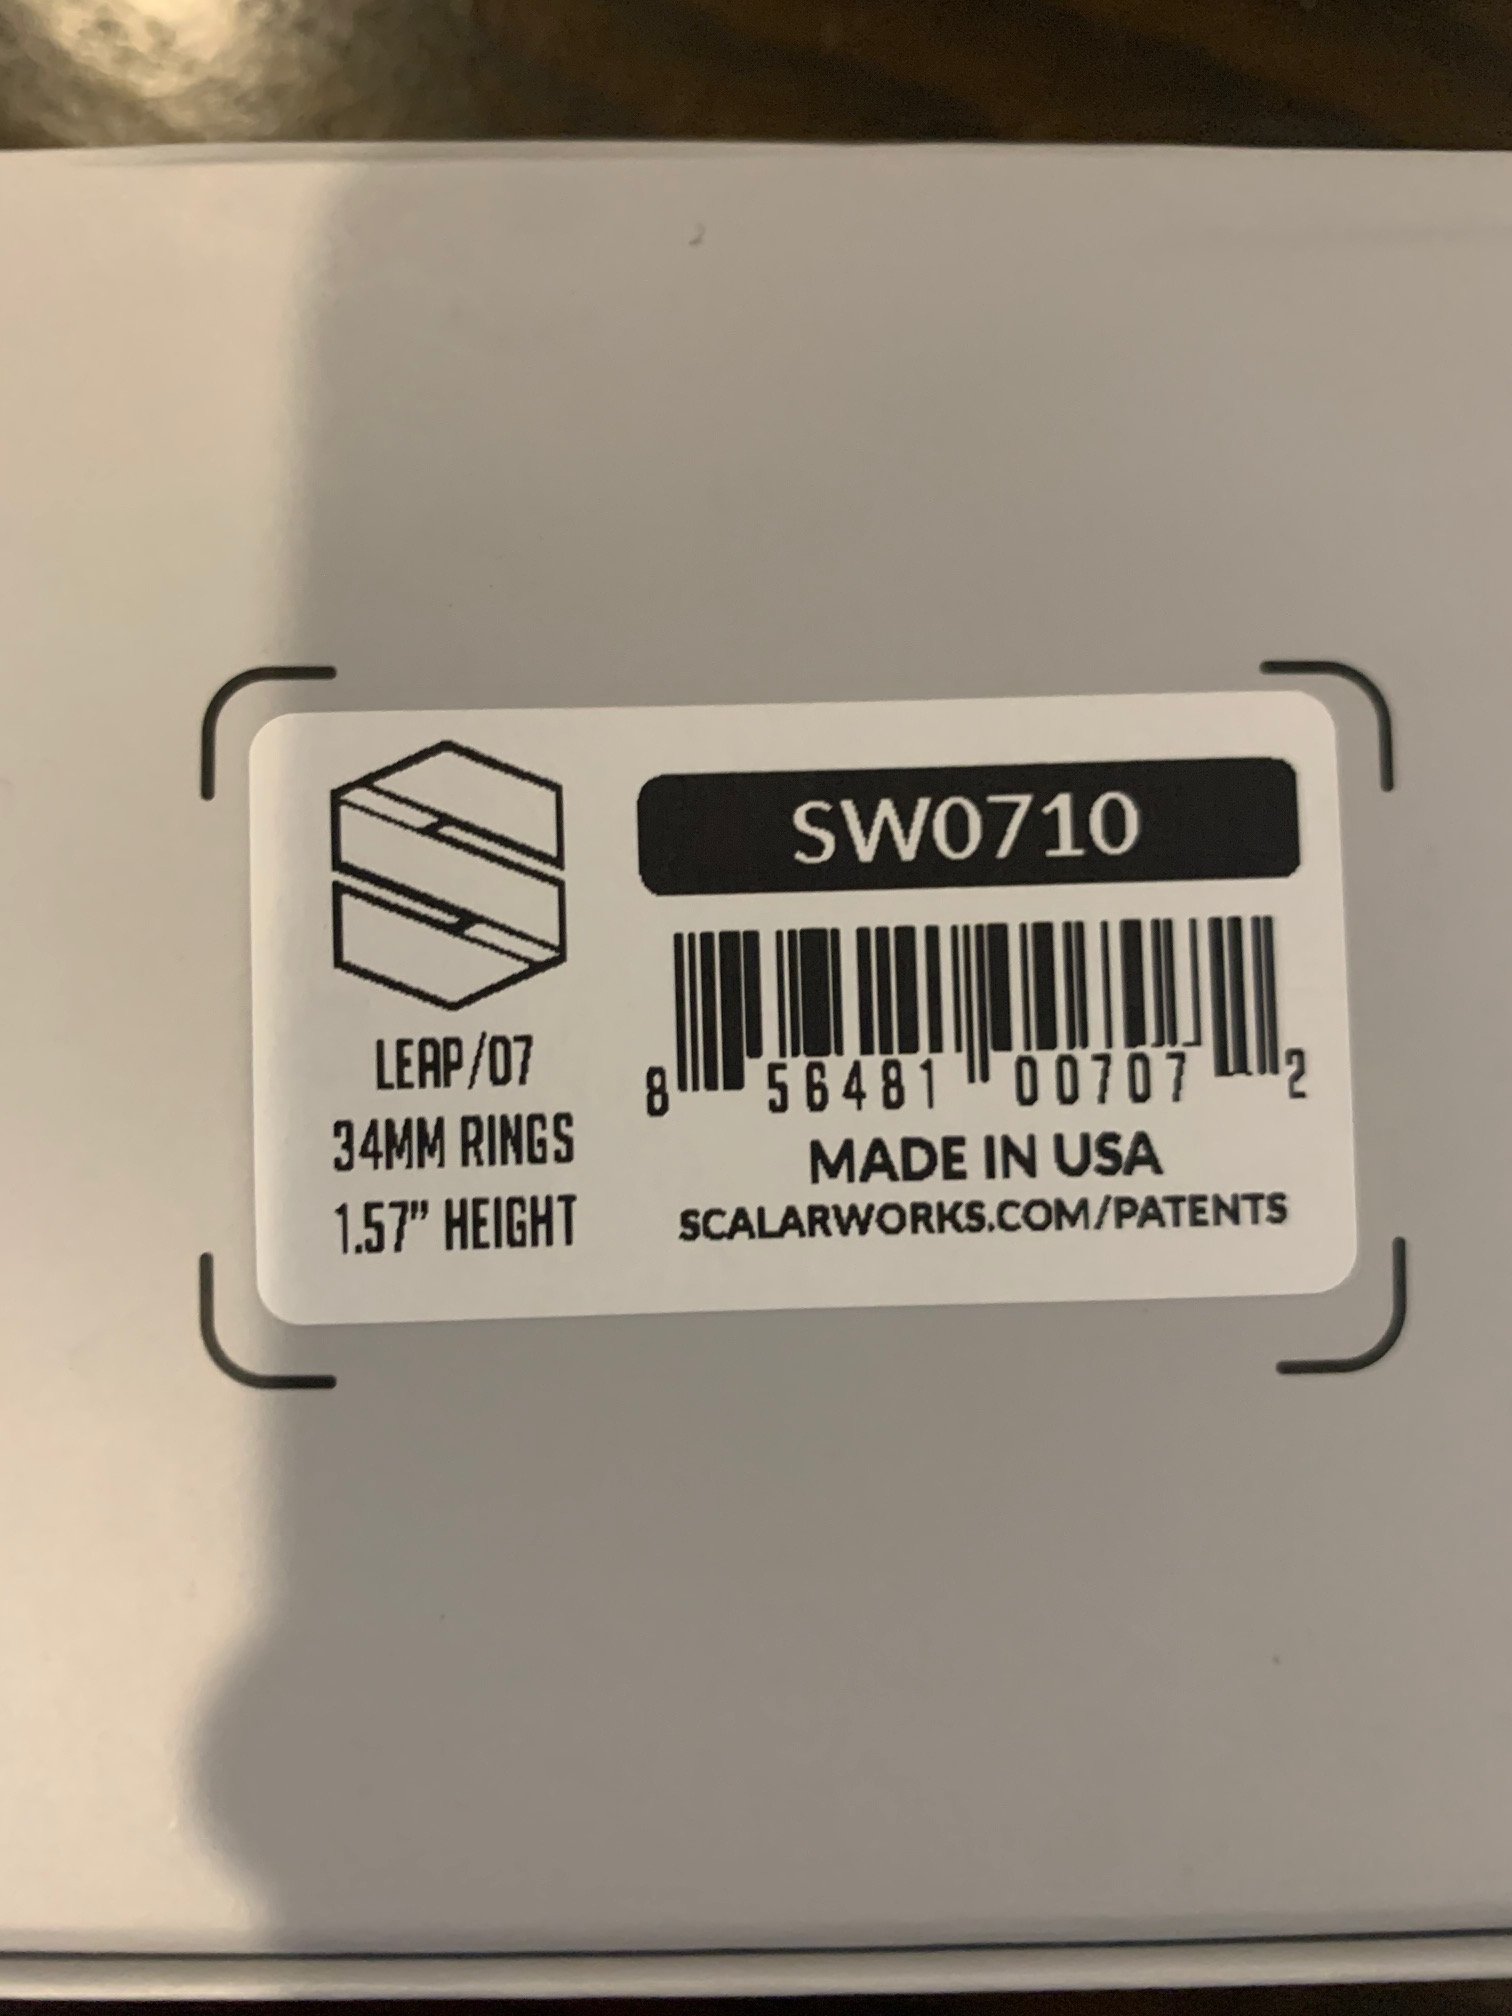 SW0710
8 56481 00707 2
MADE IN USA
SCALARWORKS.COM/PATENTS
LEAP/07
34MM RINGS
1.57" HEIGHT